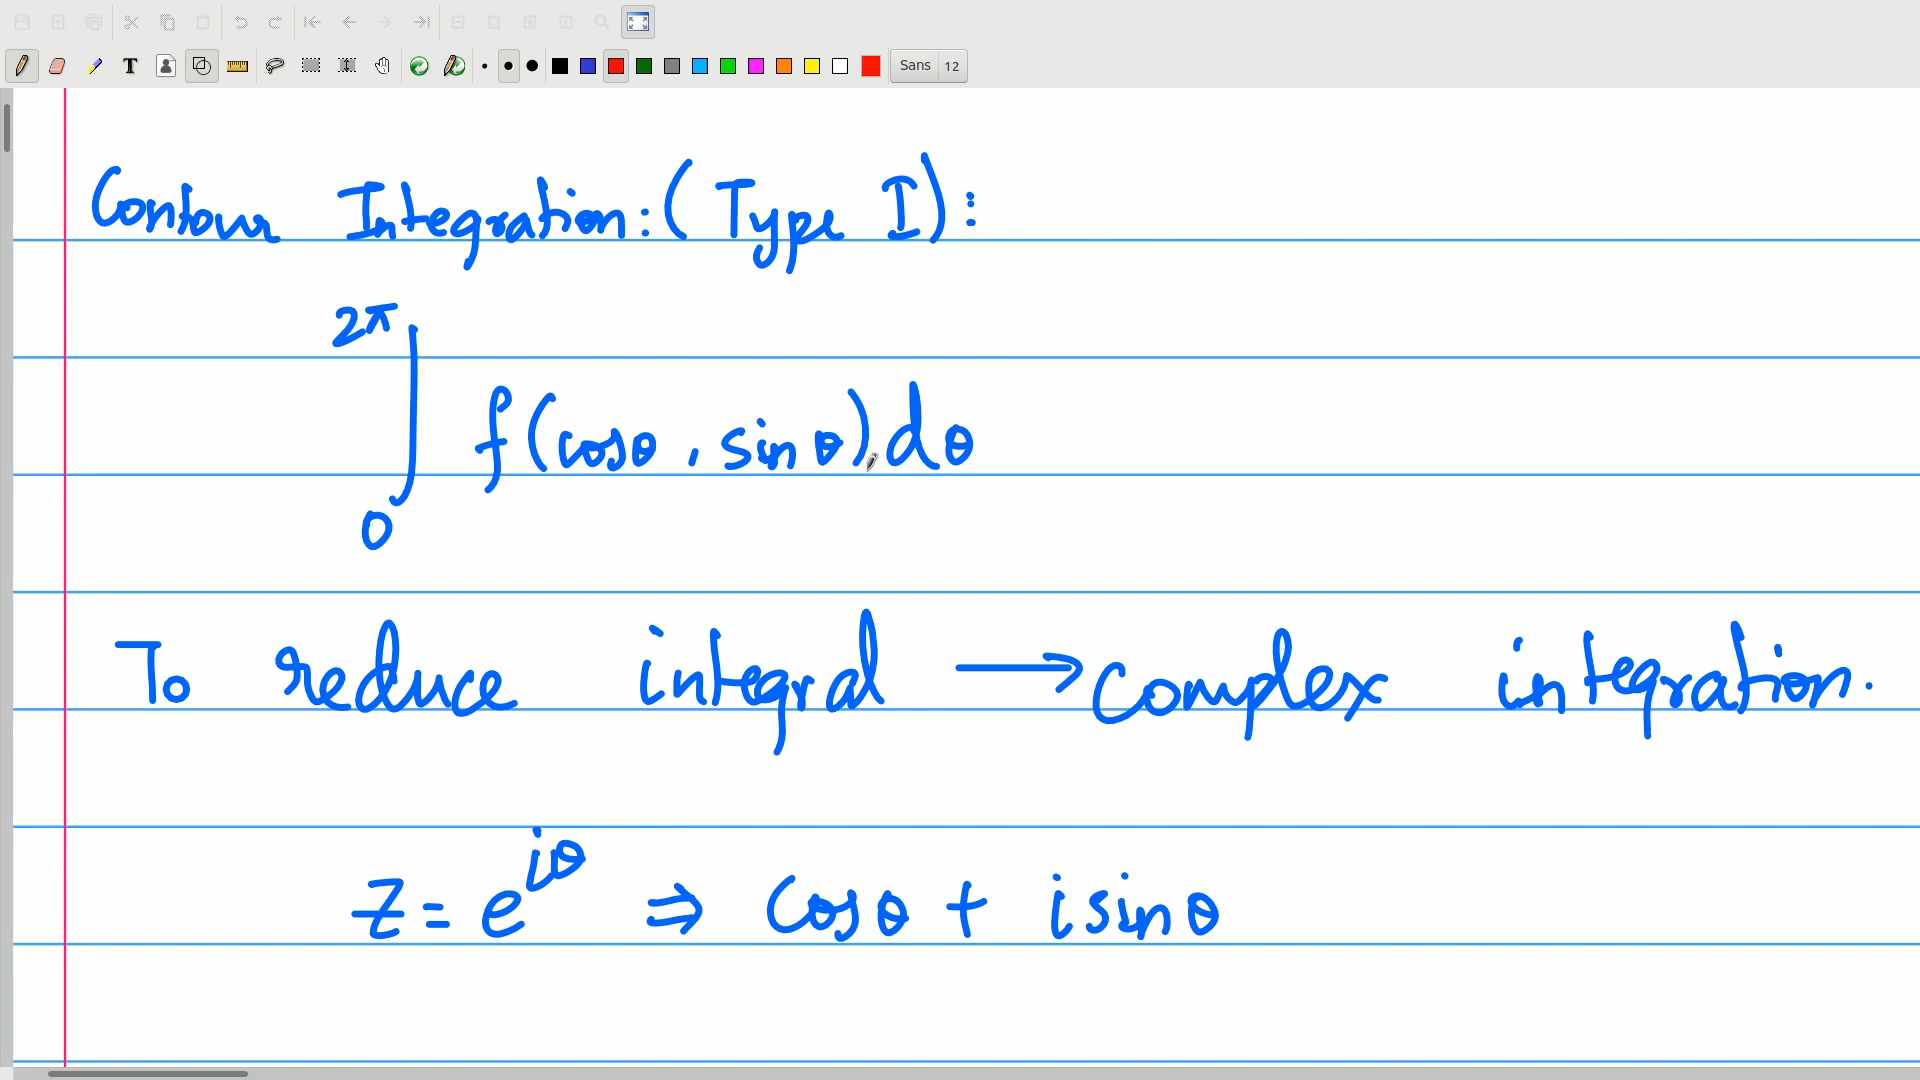 Sans 12
Contour Integration:(Type I):
2π
∫ f(cosθ, sinθ).dθ
0
To reduce integral → complex integration.
z = e^{iθ} ⇒ cosθ + i sinθ